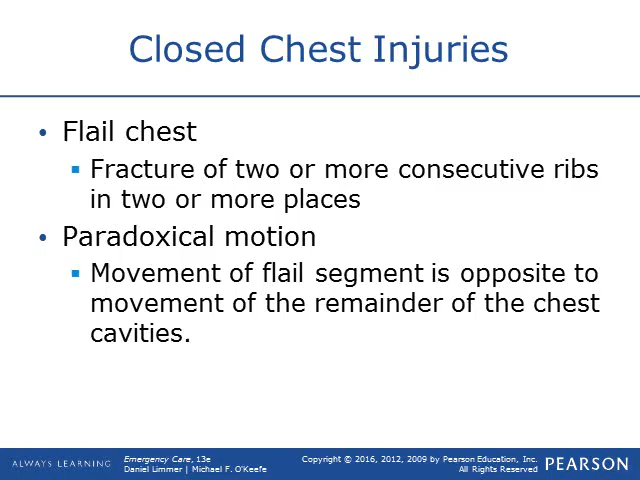 Closed Chest Injuries
• Flail chest
▪ Fracture of two or more consecutive ribs
in two or more places
• Paradoxical motion
▪ Movement of flail segment is opposite to
movement of the remainder of the chest
cavities.
ALWAYS LEARNING
Emergency Care, 13e
Daniel Limmer | Michael F. O'Keefe
Copyright © 2016, 2012, 2009 by Pearson Education, Inc.
All Rights Reserved
PEARSON